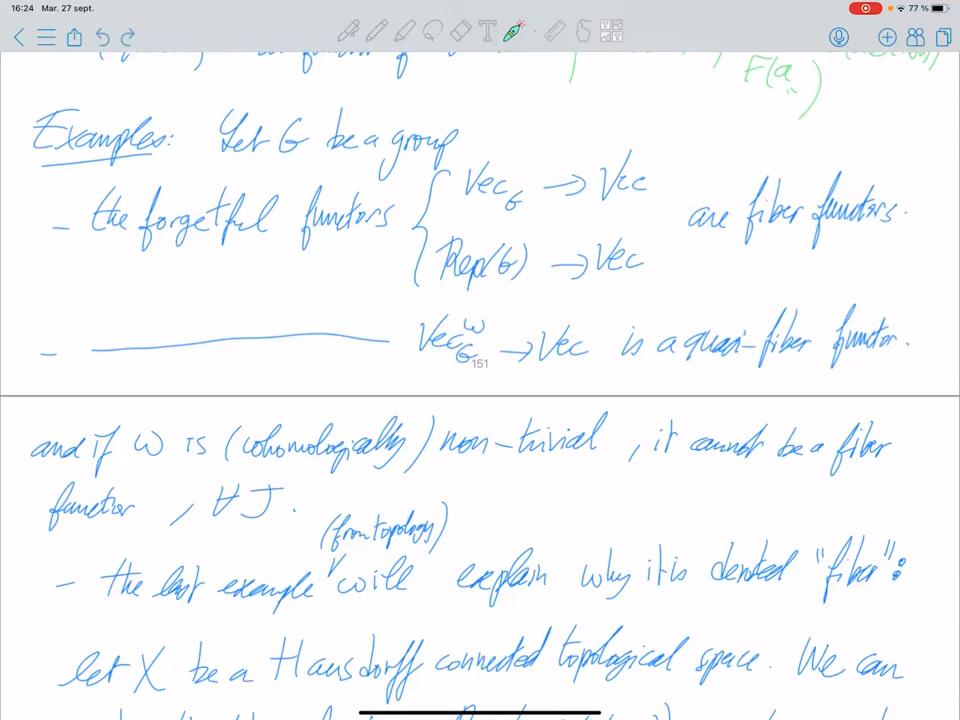 16:24 Mar. 27 sept. 77 %
F(a
Examples: Let G be a group
- the forgetful functors { Vec_G → Vec
Rep(G) → Vec
are fiber functors.
- ———— Vec_G^ω → Vec is a quasi-fiber functor.
151
and if ω is (cohomologically) non-trivial, it cannot be a fiber
functor, ∀ J.
(from topology)
- the last example will explain why it is denoted "fiber":
let X be a Hausdorff connected topological space. We can